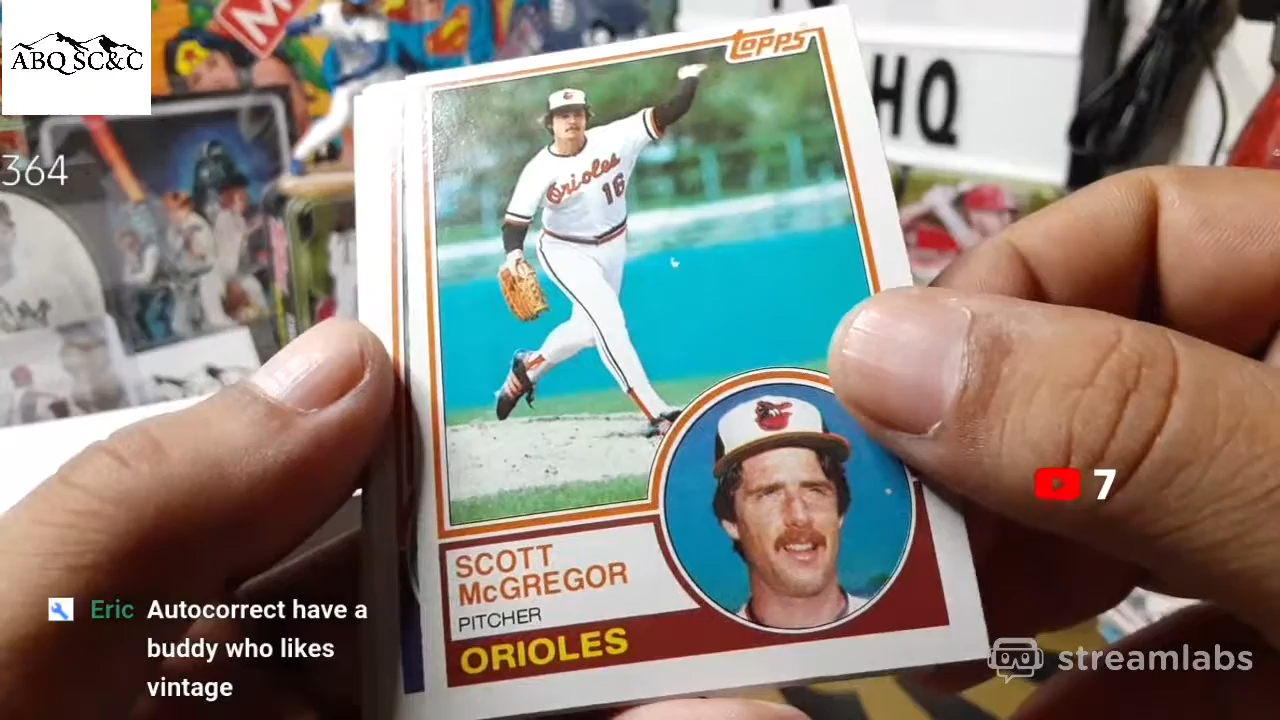 ABQ SC&C
M
HQ
364
topps
Orioles
16
SCOTT
McGREGOR
PITCHER
ORIOLES
7
Eric Autocorrect have a
buddy who likes
vintage
streamlabs